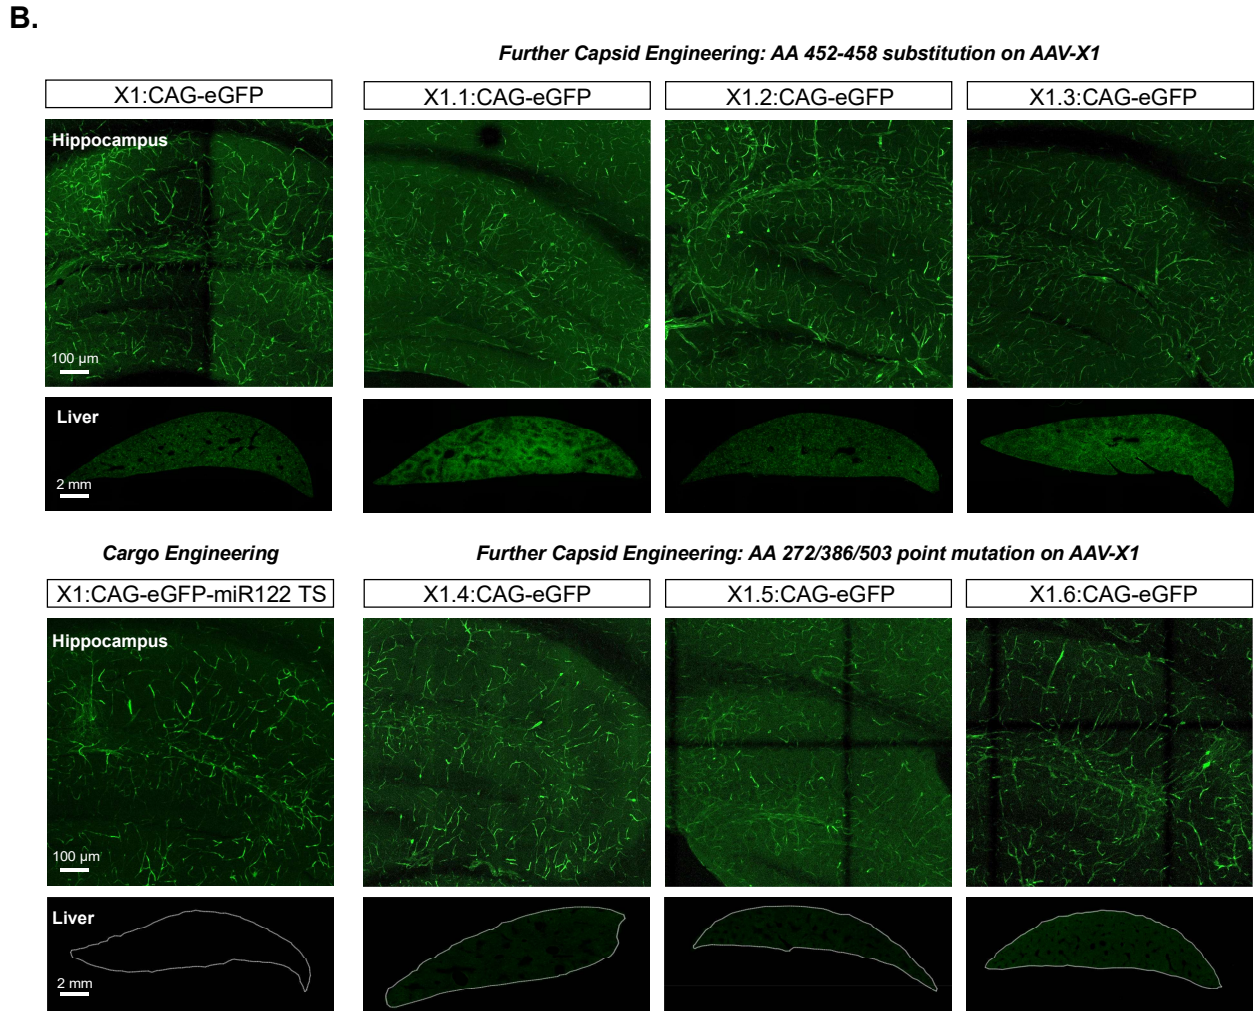 B.
Further Capsid Engineering: AA 452-458 substitution on AAV-X1
X1:CAG-eGFP
X1.1:CAG-eGFP
X1.2:CAG-eGFP
X1.3:CAG-eGFP
Hippocampus
100 µm
Liver
2 mm
Cargo Engineering
Further Capsid Engineering: AA 272/386/503 point mutation on AAV-X1
X1:CAG-eGFP-miR122 TS
X1.4:CAG-eGFP
X1.5:CAG-eGFP
X1.6:CAG-eGFP
Hippocampus
100 µm
Liver
2 mm